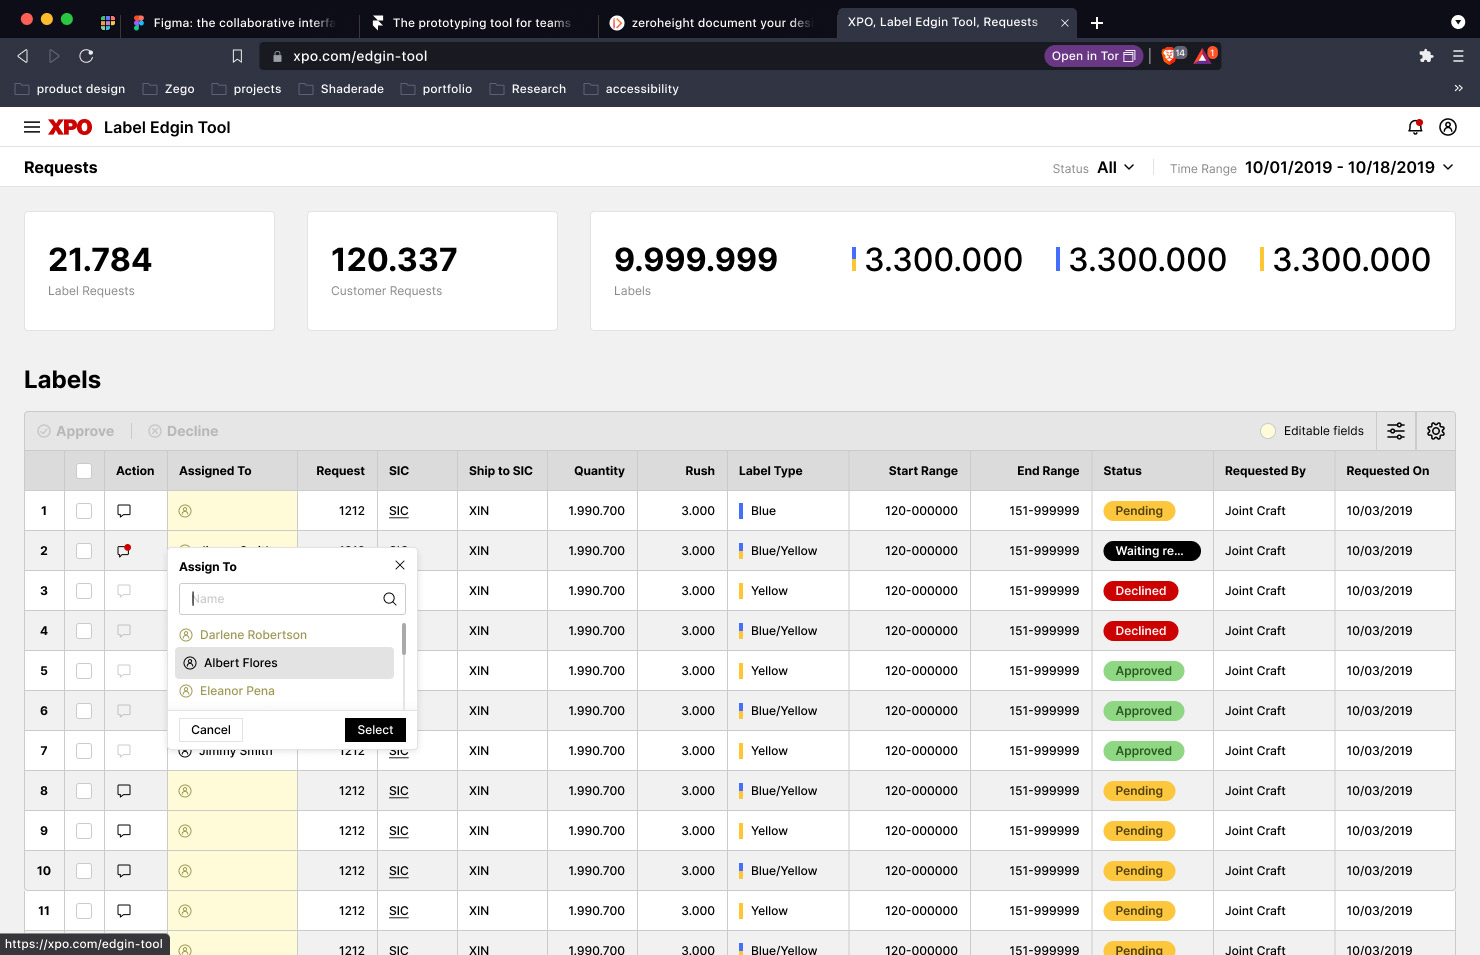 Figma: the collaborative interfa
The prototyping tool for teams
zeroheight document your desi
XPO, Label Edgin Tool, Requests
xpo.com/edgin-tool
Open in Tor
14
1
product design
Zego
projects
Shaderade
portfolio
Research
accessibility
XPO Label Edgin Tool
Requests
Status All
Time Range 10/01/2019 - 10/18/2019
21.784
Label Requests
120.337
Customer Requests
9.999.999
Labels
3.300.000
3.300.000
3.300.000
Labels
Approve
Decline
Editable fields
Action Assigned To Request SIC Ship to SIC Quantity Rush Label Type Start Range End Range Status Requested By Requested On
1 1212 SIC XIN 1.990.700 3.000 Blue 120-000000 151-999999 Pending Joint Craft 10/03/2019
2 XIN 1.990.700 3.000 Blue/Yellow 120-000000 151-999999 Waiting re... Joint Craft 10/03/2019
3 XIN 1.990.700 3.000 Yellow 120-000000 151-999999 Declined Joint Craft 10/03/2019
4 XIN 1.990.700 3.000 Blue/Yellow 120-000000 151-999999 Declined Joint Craft 10/03/2019
5 XIN 1.990.700 3.000 Yellow 120-000000 151-999999 Approved Joint Craft 10/03/2019
6 XIN 1.990.700 3.000 Blue/Yellow 120-000000 151-999999 Approved Joint Craft 10/03/2019
7 Jimmy Smith 1212 SIC XIN 1.990.700 3.000 Yellow 120-000000 151-999999 Approved Joint Craft 10/03/2019
8 1212 SIC XIN 1.990.700 3.000 Blue/Yellow 120-000000 151-999999 Pending Joint Craft 10/03/2019
9 1212 SIC XIN 1.990.700 3.000 Yellow 120-000000 151-999999 Pending Joint Craft 10/03/2019
10 1212 SIC XIN 1.990.700 3.000 Blue/Yellow 120-000000 151-999999 Pending Joint Craft 10/03/2019
11 1212 SIC XIN 1.990.700 3.000 Yellow 120-000000 151-999999 Pending Joint Craft 10/03/2019
1212 SIC XIN 1.990.700 3.000 Blue/Yellow 120-000000 151-999999 Pending Joint Craft 10/03/2019
Assign To
Name
Darlene Robertson
Albert Flores
Eleanor Pena
Cancel
Select
https://xpo.com/edgin-tool